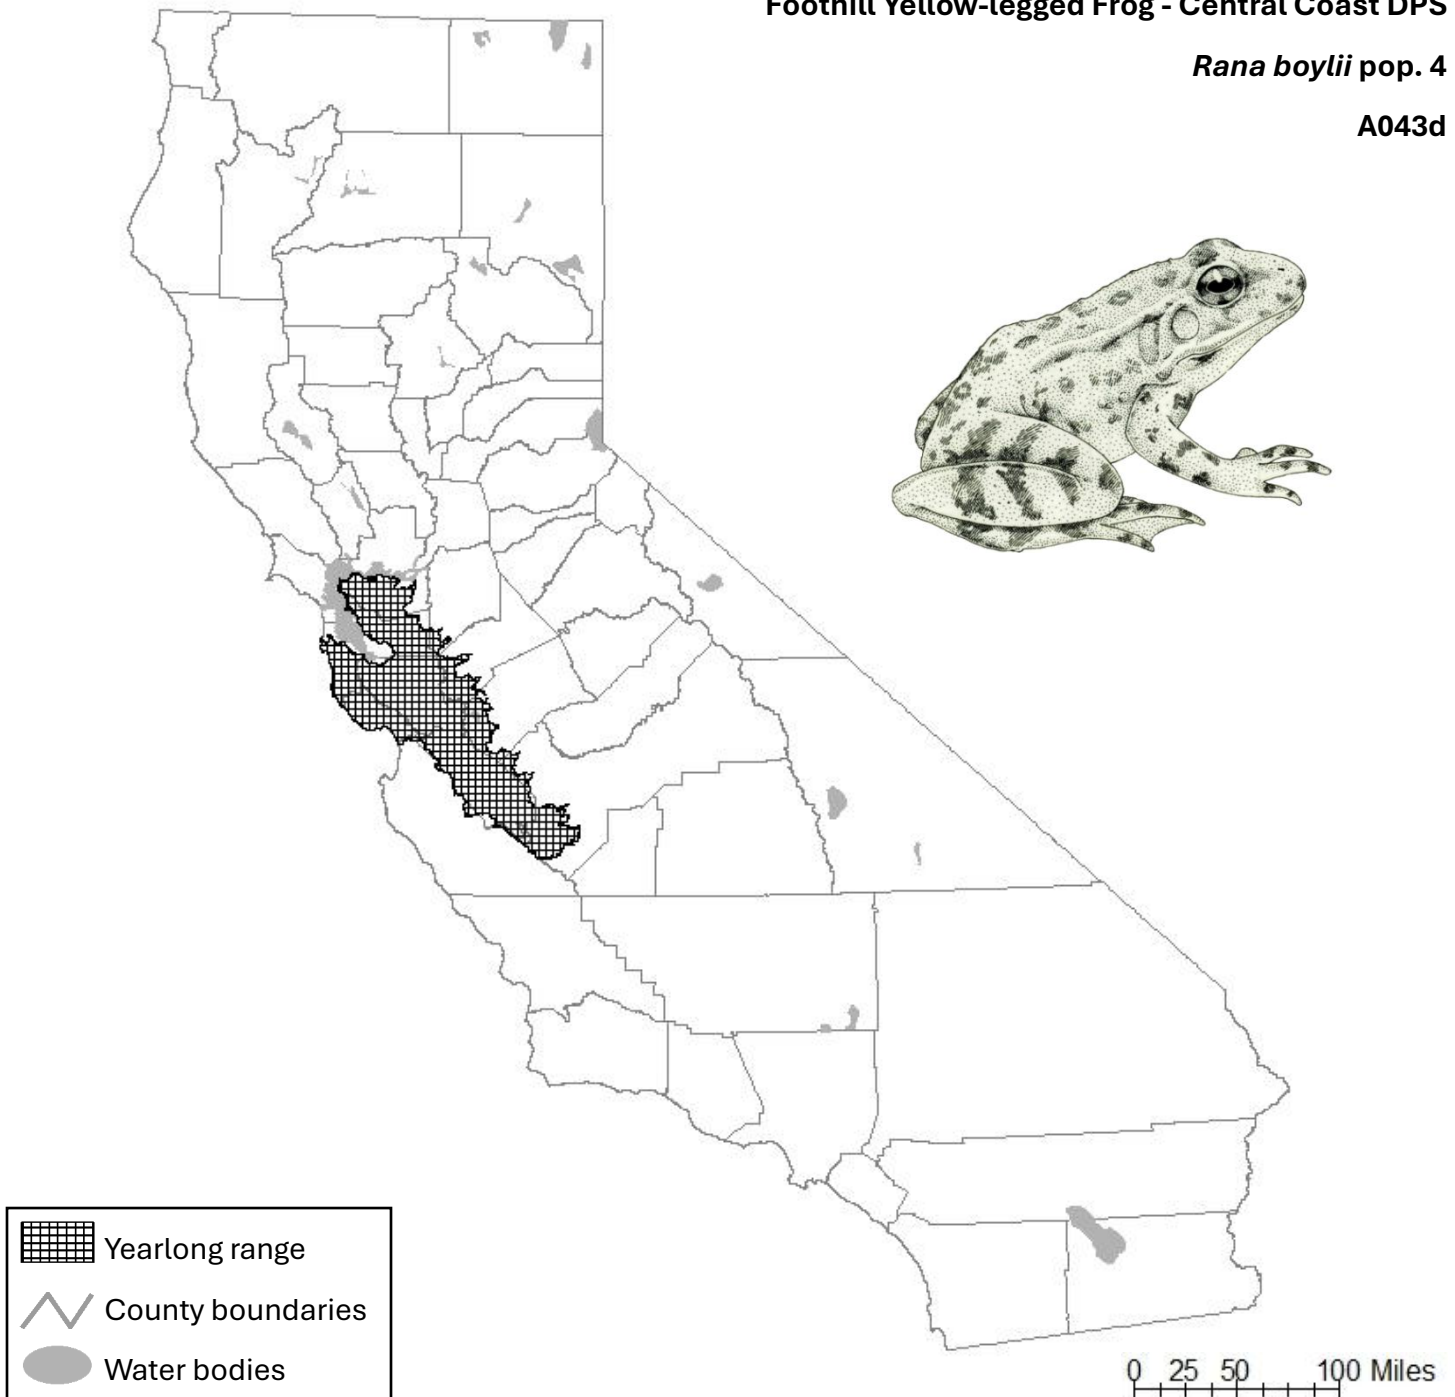 Foothill Yellow-legged Frog - Central Coast DPS
Rana boylii pop. 4
A043d
Yearlong range
County boundaries
Water bodies
0 25 50 100 Miles